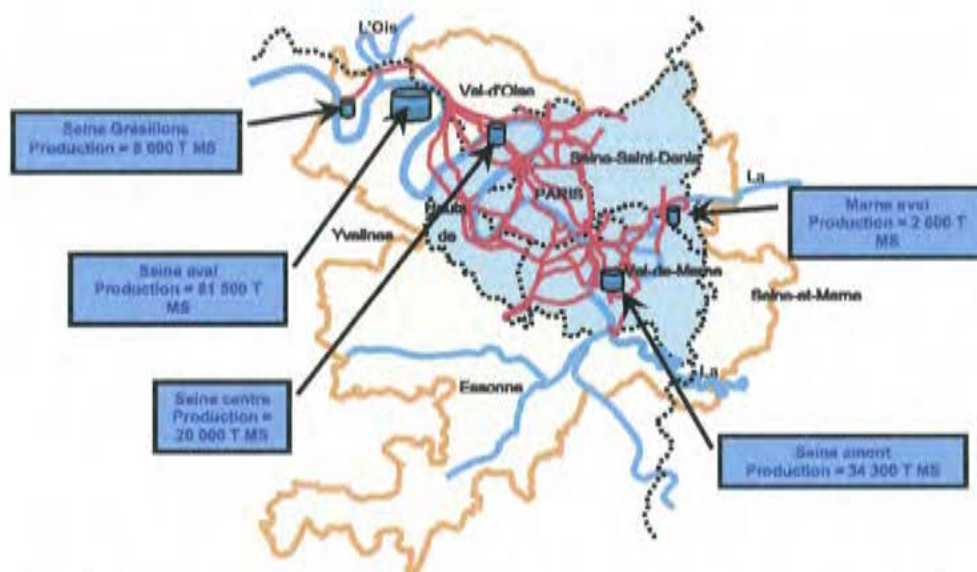 L'Ois
Val-d'Oise
Seine Grésillons
Production = 8 000 T MS
Seine-Saint-Denis
La
PARIS
Marne aval
Production = 2 600 T
MS
Hauts
Yvelines
de
Seine aval
Production = 81 500 T
MS
Val-de-Marne
Seine-et-Marne
La
Essonne
Seine centre
Production =
20 000 T MS
Seine amont
Production = 34 300 T MS